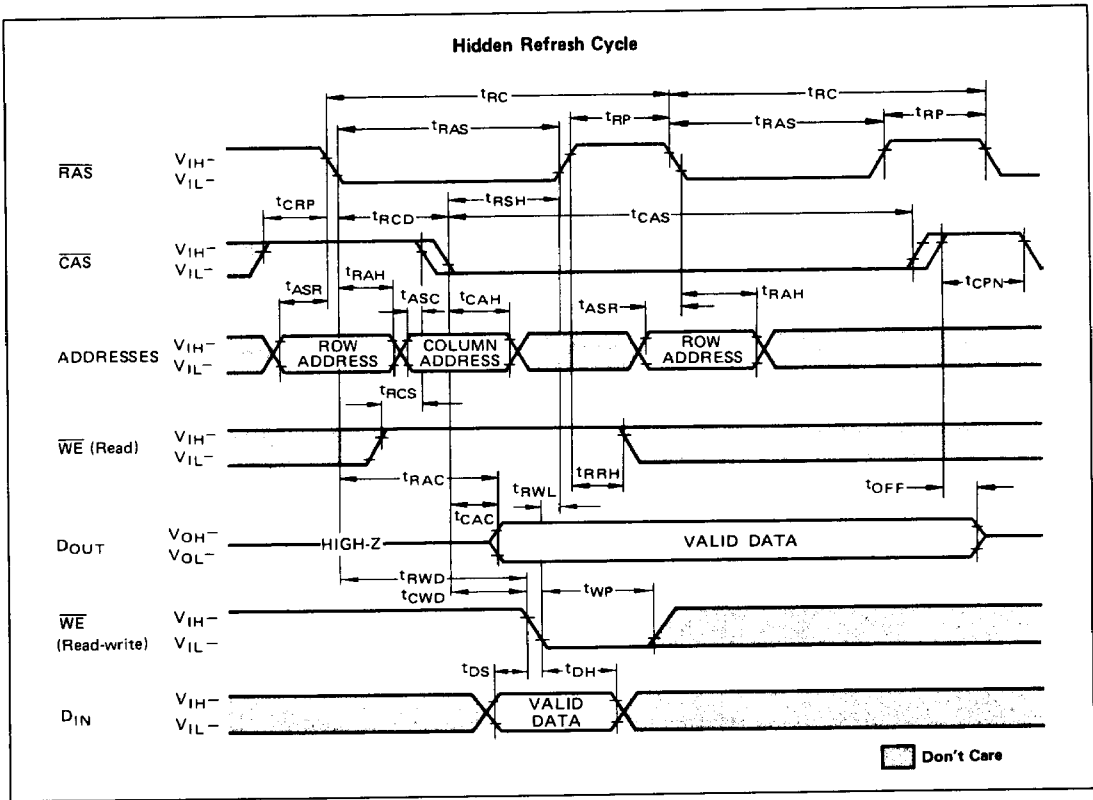 Hidden Refresh Cycle
tRC tRC
tRAS tRP tRAS tRP
RAS VIH–
VIL–
tCRP tRCD tRSH tCAS
CAS VIH–
VIL–
tASR tRAH tASC tCAH tASR tRAH tCPN
ADDRESSES VIH–
VIL–
ROW ADDRESS
COLUMN ADDRESS
ROW ADDRESS
tRCS
WE (Read) VIH–
VIL–
tRAC tRWL tRRH tOFF
tCAC
DOUT VOH–
VOL–
HIGH-Z VALID DATA
tRWD
tCWD tWP
WE (Read-write) VIH–
VIL–
tDS tDH
DIN VIH–
VIL–
VALID DATA
Don't Care